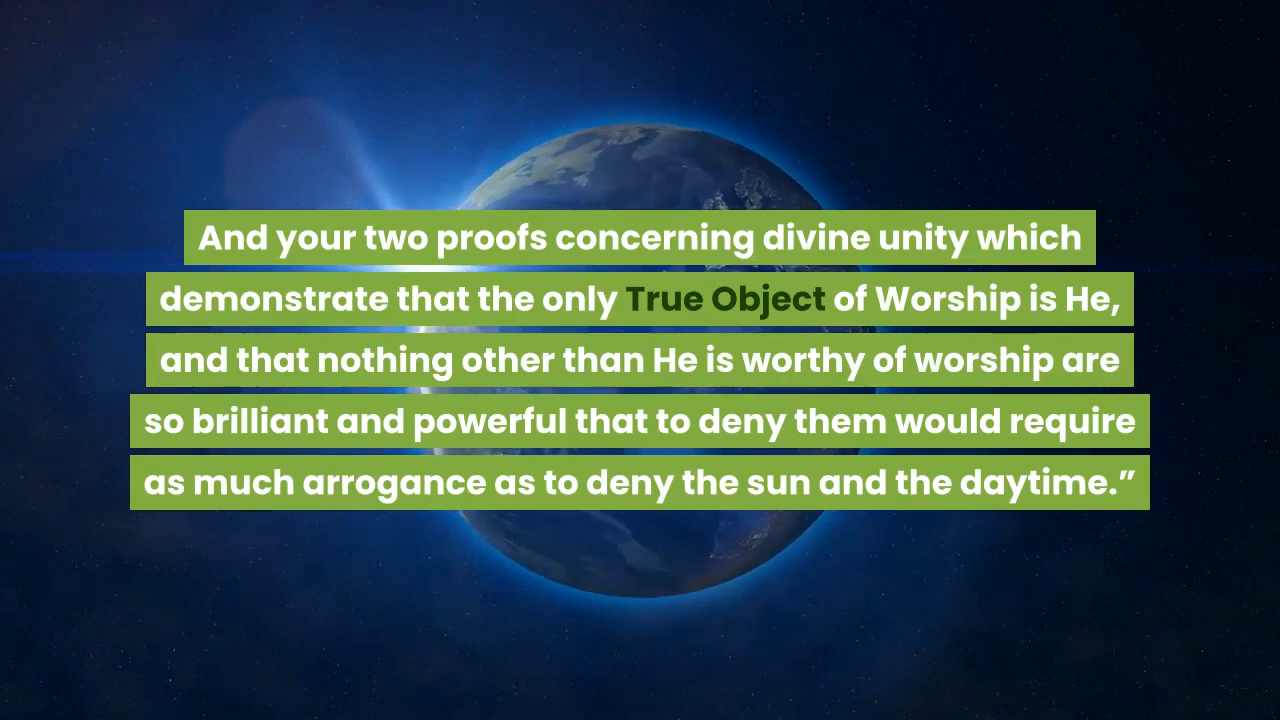 And your two proofs concerning divine unity which
demonstrate that the only True Object of Worship is He,
and that nothing other than He is worthy of worship are
so brilliant and powerful that to deny them would require
as much arrogance as to deny the sun and the daytime.”